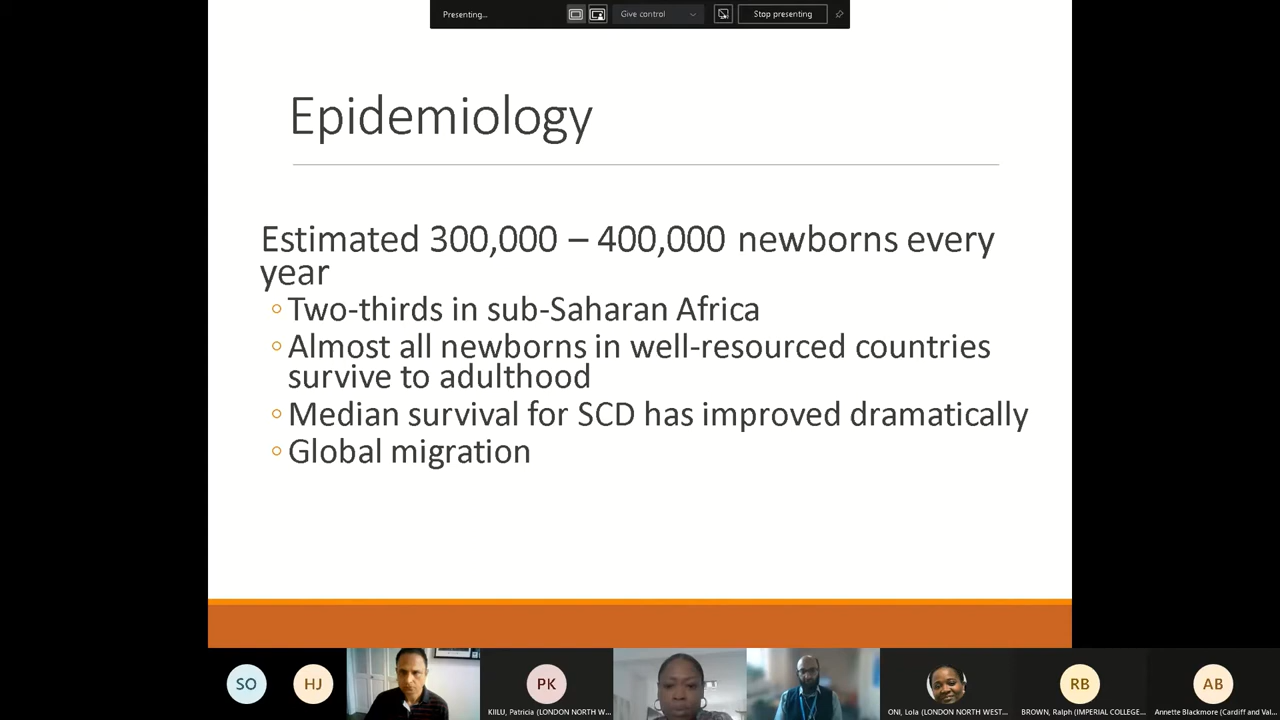 Presenting...
Give control
Stop presenting
Epidemiology
Estimated 300,000 – 400,000 newborns every
year
Two-thirds in sub-Saharan Africa
Almost all newborns in well-resourced countries
survive to adulthood
Median survival for SCD has improved dramatically
Global migration
SO
HJ
PK
RB
AB
KIILU, Patricia (LONDON NORTH W...
ONI, Lola (LONDON NORTH WEST...
BROWN, Ralph (IMPERIAL COLLEGE...
Annette Blackmore (Cardiff and Val...